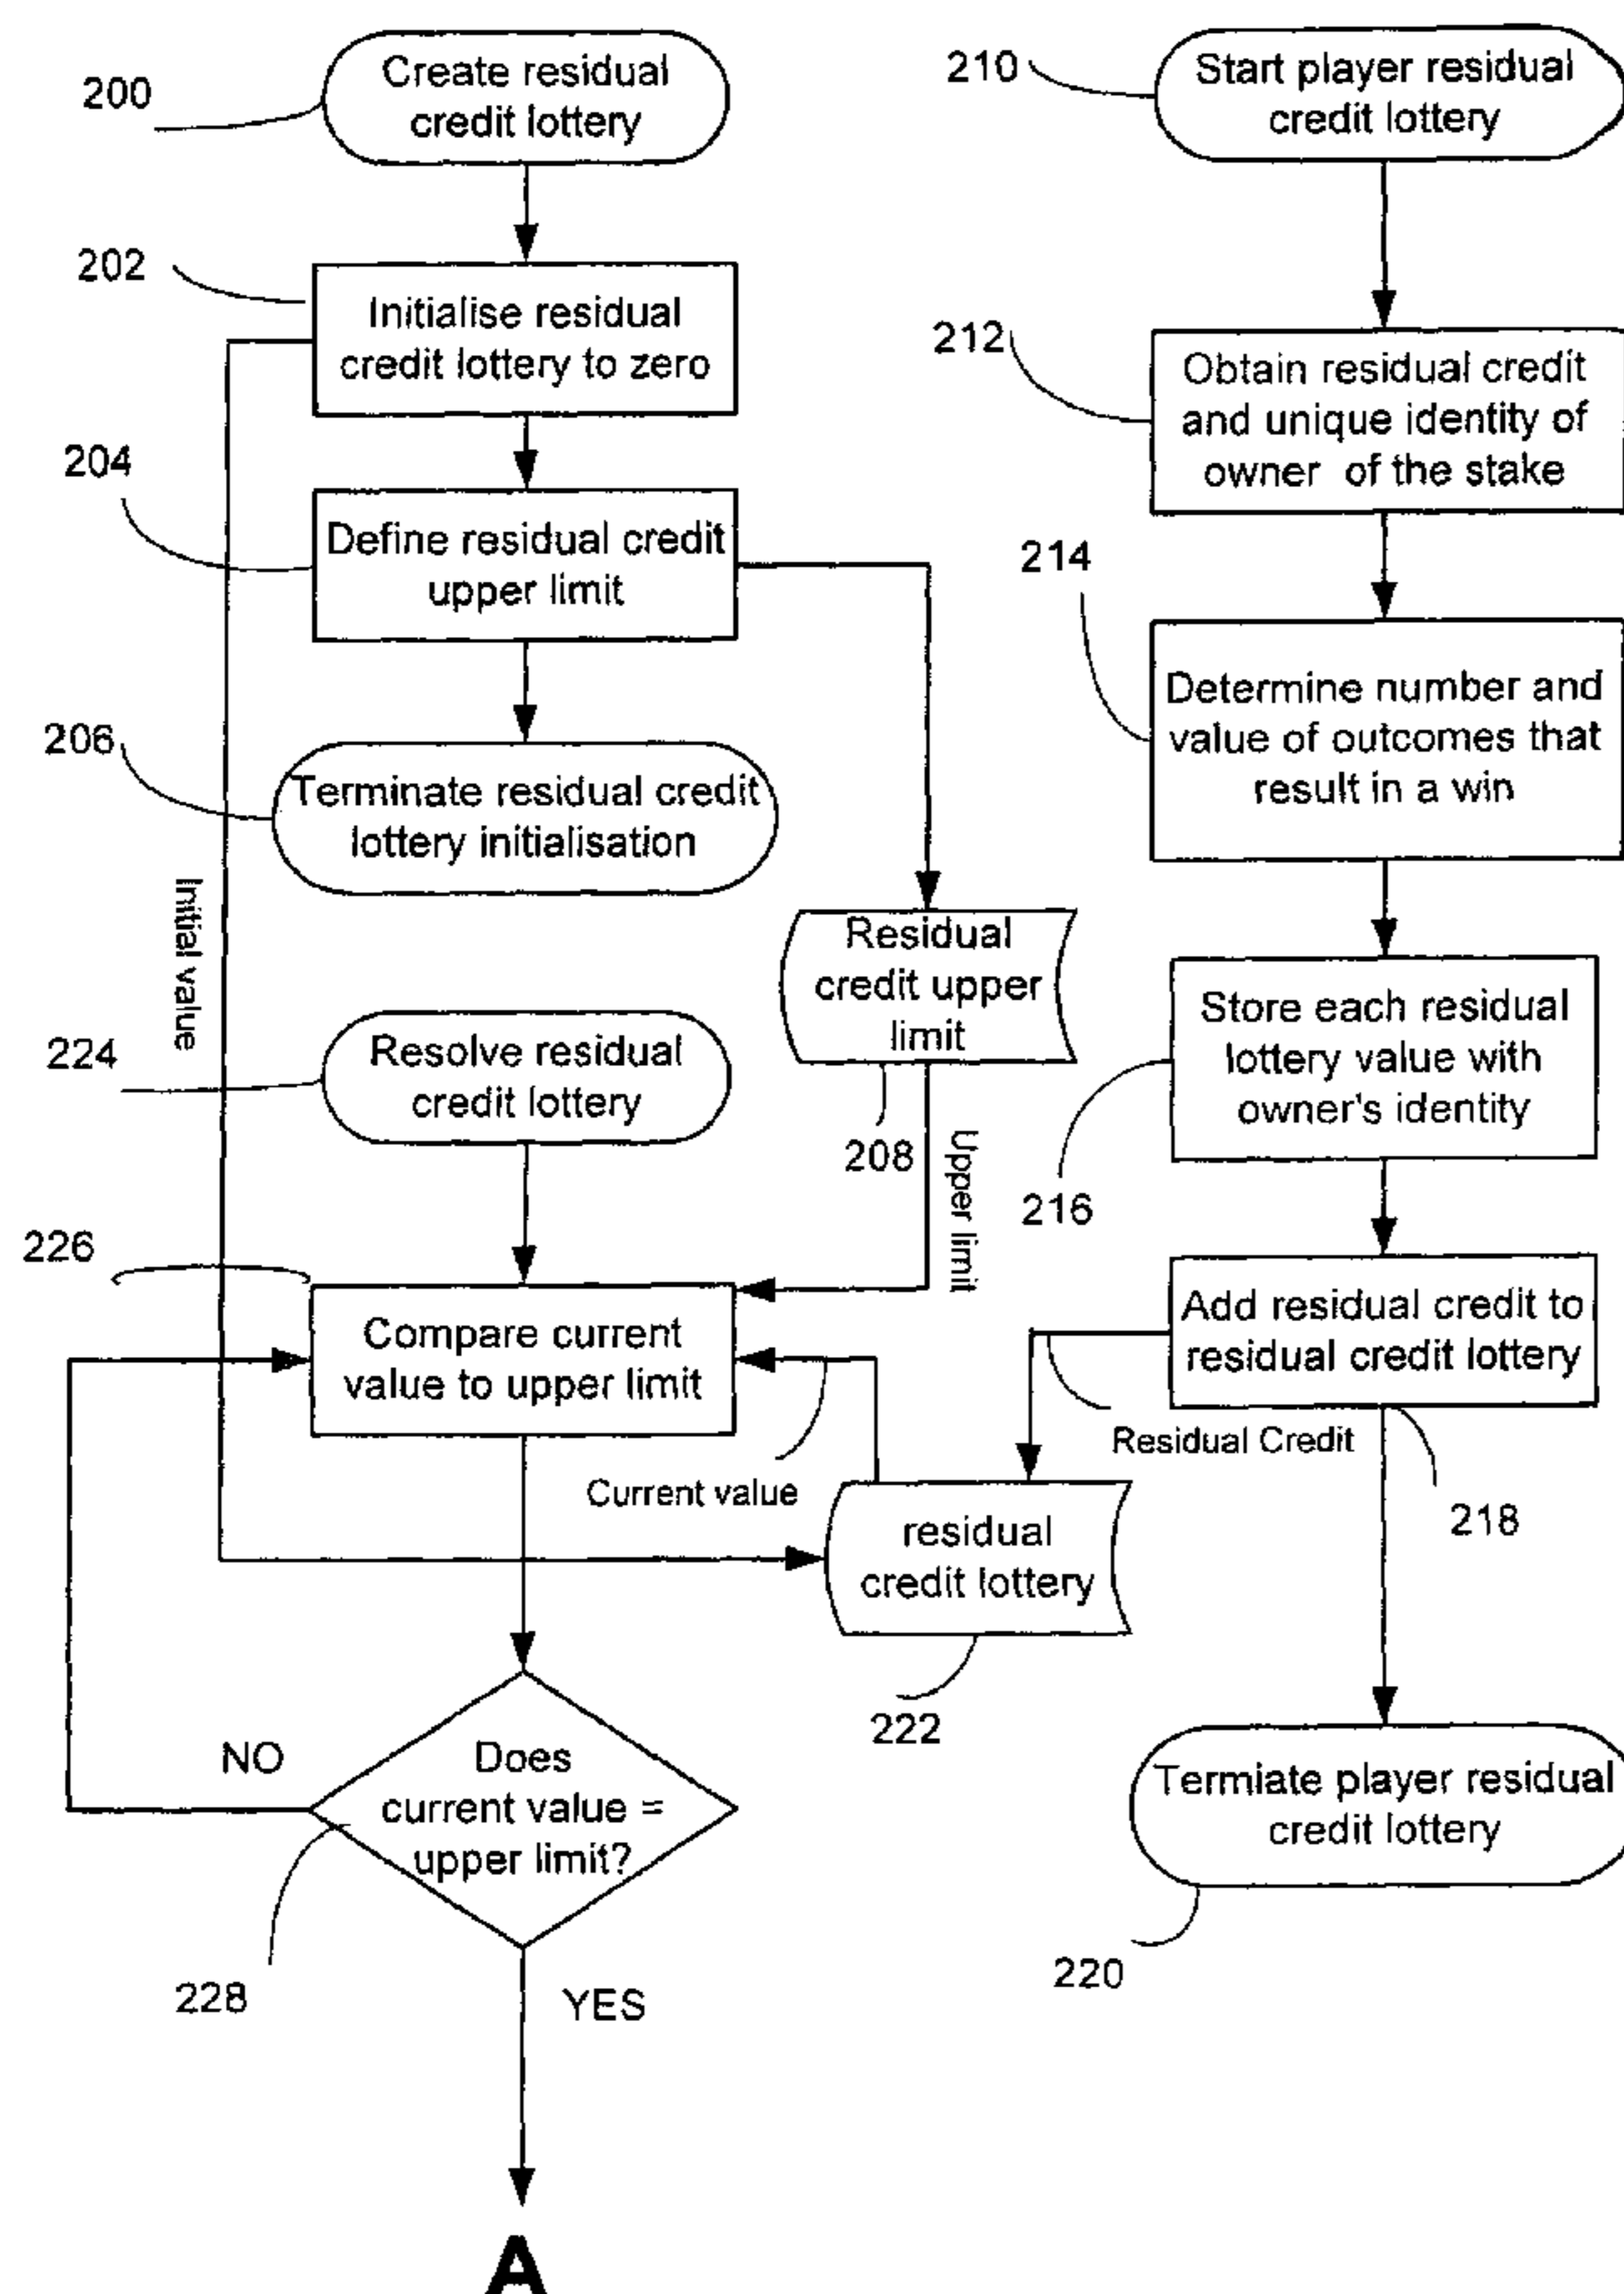 200
Create residual
credit lottery
202
Initialise residual
credit lottery to zero
204
Define residual credit
upper limit
206
Terminate residual credit
lottery initialisation
Initial value
Residual
credit upper
limit
208
Upper limit
224
Resolve residual
credit lottery
226
Compare current
value to upper limit
Current value
residual
credit lottery
222
NO
Does
current value =
upper limit?
228
YES
A
210
Start player residual
credit lottery
212
Obtain residual credit
and unique identity of
owner of the stake
214
Determine number and
value of outcomes that
result in a win
216
Store each residual
lottery value with
owner's identity
Add residual credit to
residual credit lottery
Residual Credit
218
Termiate player residual
credit lottery
220